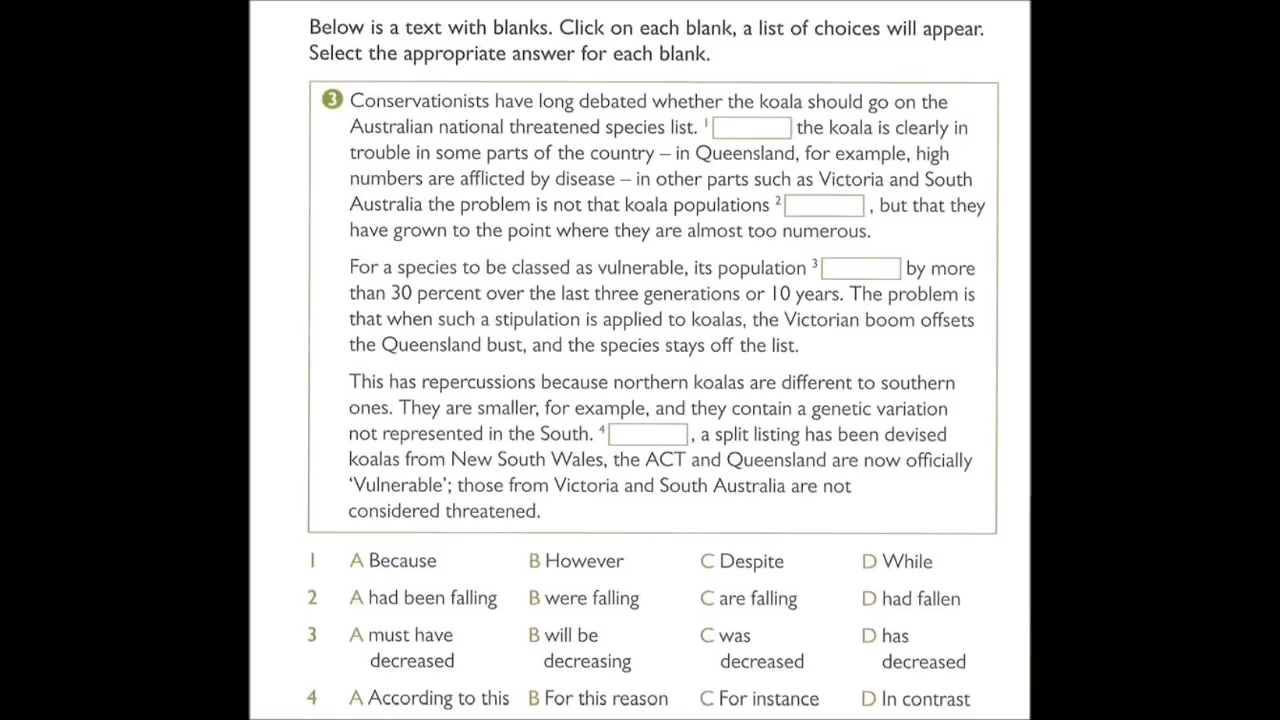 Below is a text with blanks. Click on each blank, a list of choices will appear.
Select the appropriate answer for each blank.
3 Conservationists have long debated whether the koala should go on the
Australian national threatened species list. 1 the koala is clearly in
trouble in some parts of the country – in Queensland, for example, high
numbers are afflicted by disease – in other parts such as Victoria and South
Australia the problem is not that koala populations 2 , but that they
have grown to the point where they are almost too numerous.
For a species to be classed as vulnerable, its population 3 by more
than 30 percent over the last three generations or 10 years. The problem is
that when such a stipulation is applied to koalas, the Victorian boom offsets
the Queensland bust, and the species stays off the list.
This has repercussions because northern koalas are different to southern
ones. They are smaller, for example, and they contain a genetic variation
not represented in the South. 4 , a split listing has been devised
koalas from New South Wales, the ACT and Queensland are now officially
‘Vulnerable’; those from Victoria and South Australia are not
considered threatened.
1 A Because B However C Despite D While
2 A had been falling B were falling C are falling D had fallen
3 A must have B will be C was D has
decreased decreasing decreased decreased
4 A According to this B For this reason C For instance D In contrast